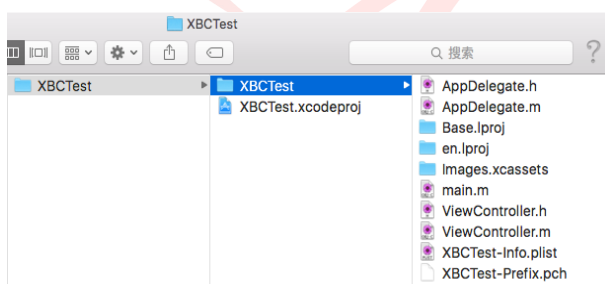 XBCTest
搜索
?
XBCTest
XBCTest
XBCTest.xcodeproj
AppDelegate.h
AppDelegate.m
Base.lproj
en.lproj
Images.xcassets
main.m
ViewController.h
ViewController.m
XBCTest-Info.plist
XBCTest-Prefix.pch